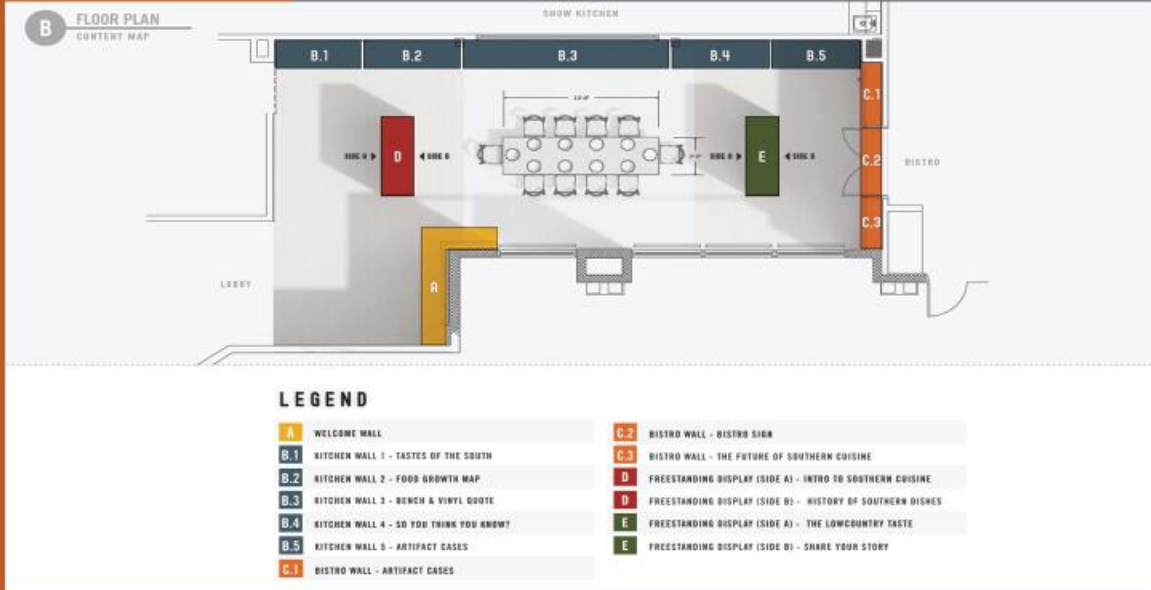 B
FLOOR PLAN
CONTENT MAP
SHOW KITCHEN
B.1
B.2
B.3
B.4
B.5
C.1
C.2
C.3
BISTRO
SIDE A
D
SIDE B
SIDE A
E
SIDE B
A
LOBBY
LEGEND
A WELCOME WALL
B.1 KITCHEN WALL 1 - TASTES OF THE SOUTH
B.2 KITCHEN WALL 2 - FOOD GROWTH MAP
B.3 KITCHEN WALL 3 - BENCH & VINYL QUOTE
B.4 KITCHEN WALL 4 - SO YOU THINK YOU KNOW?
B.5 KITCHEN WALL 5 - ARTIFACT CASES
C.1 BISTRO WALL - ARTIFACT CASES
C.2 BISTRO WALL - BISTRO SIGN
C.3 BISTRO WALL - THE FUTURE OF SOUTHERN CUISINE
D FREESTANDING DISPLAY (SIDE A) - INTRO TO SOUTHERN CUISINE
D FREESTANDING DISPLAY (SIDE B) - HISTORY OF SOUTHERN DISHES
E FREESTANDING DISPLAY (SIDE A) - THE LOWCOUNTRY TASTE
E FREESTANDING DISPLAY (SIDE B) - SHARE YOUR STORY